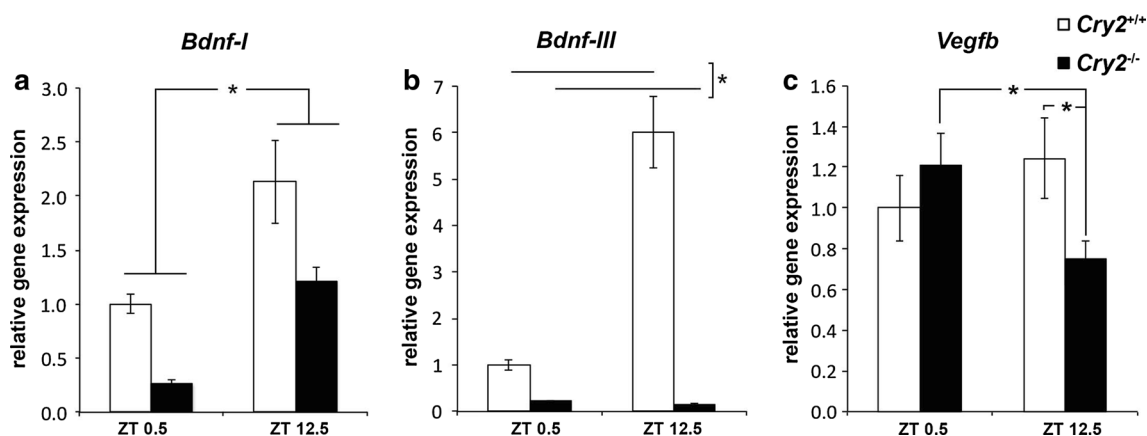 Bdnf-I
Bdnf-III
Vegfb
Cry2+/+
Cry2-/-
a
relative gene expression
3.0
2.5
2.0
1.5
1.0
0.5
0.0
*
ZT 0.5 ZT 12.5
b
relative gene expression
7
6
5
4
3
2
1
0
*
ZT 0.5 ZT 12.5
c
relative gene expression
1.6
1.4
1.2
1.0
0.8
0.6
0.4
0.2
0.0
*
*
ZT 0.5 ZT 12.5